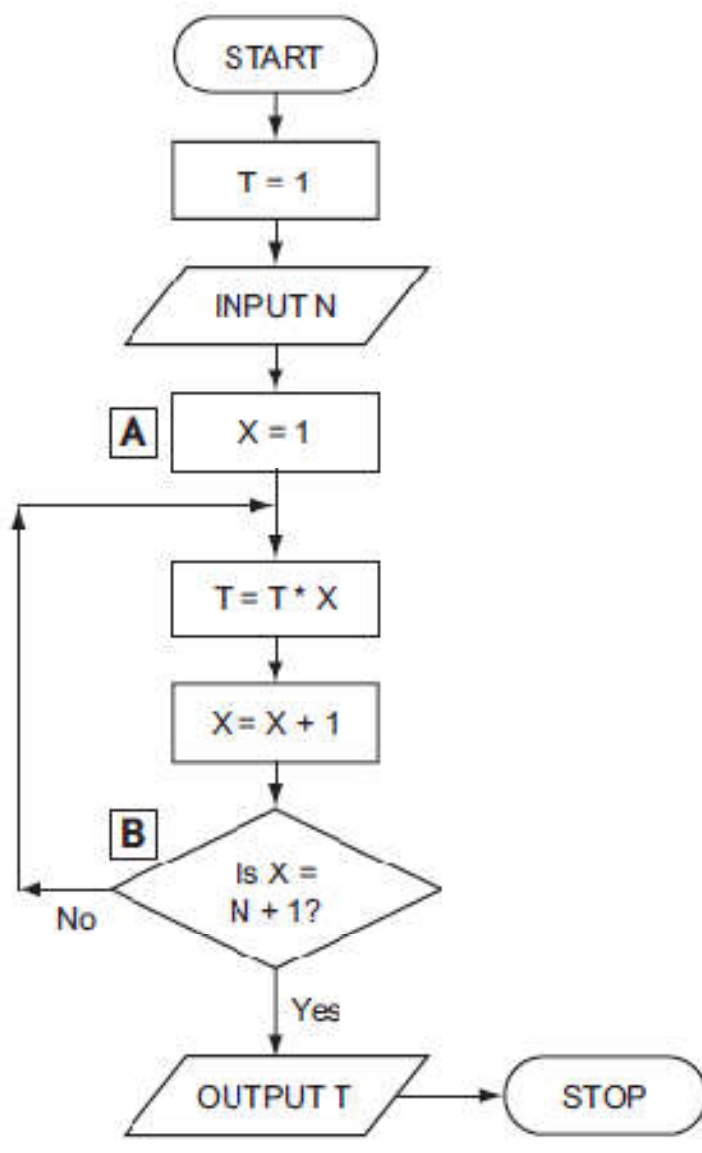 START
T = 1
INPUT N
A
X = 1
T = T * X
X = X + 1
B
Is X =
N + 1?
No
Yes
OUTPUT T
STOP